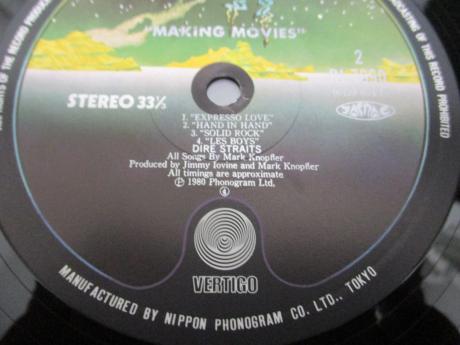 "MAKING MOVIES"
2
STEREO 33⅓
1. "EXPRESSO LOVE"
2. "HAND IN HAND"
3. "SOLID ROCK"
4. "LES BOYS"
DIRE STRAITS
All Songs By Mark Knopfler
Produced by Jimmy Iovine and Mark Knopfler
All timings are approximate
Ⓟ 1980 Phonogram Ltd.
④
VERTIGO
MANUFACTURED BY NIPPON PHONOGRAM CO. LTD., TOKYO
OF THIS RECORD PROHIBITED